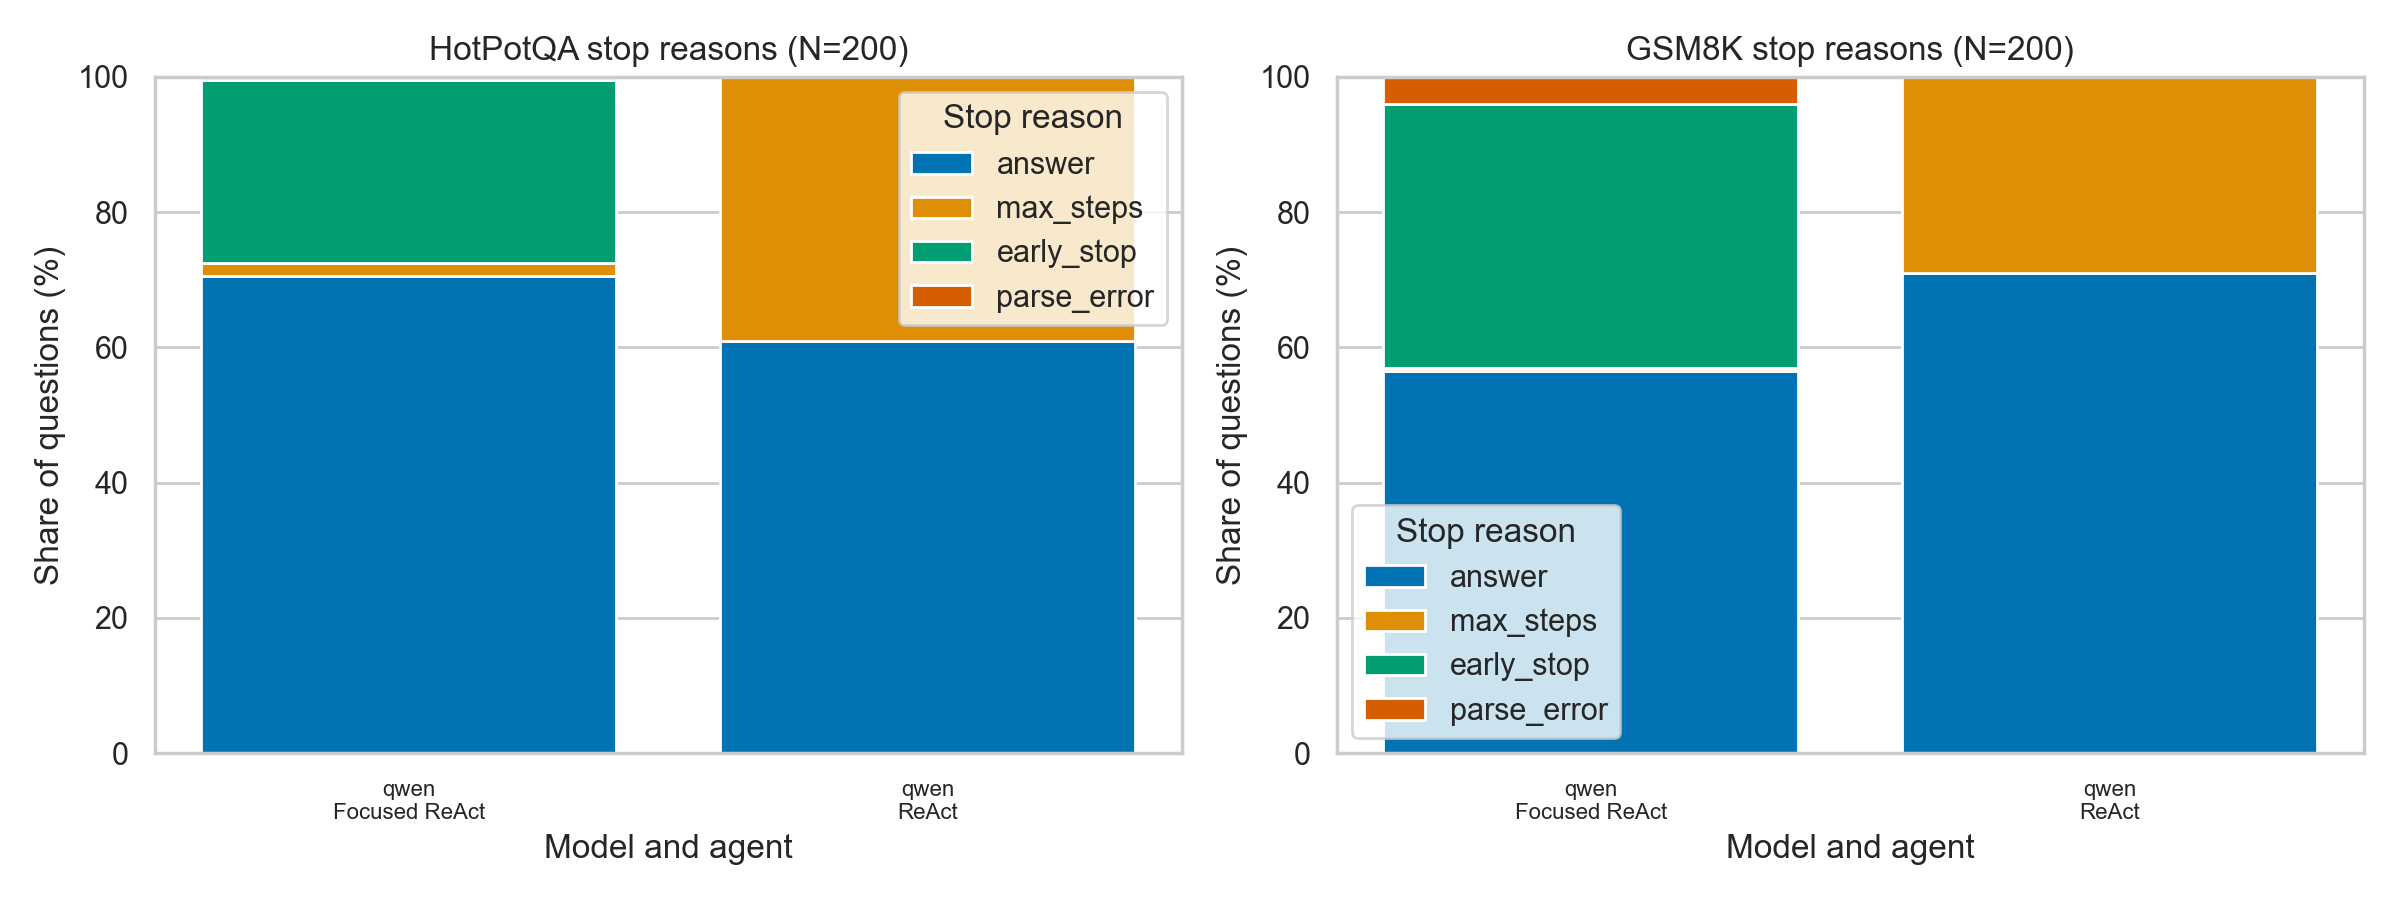 HotPotQA stop reasons (N=200)
100
80
60
40
20
0
Share of questions (%)
Stop reason
answer
max_steps
early_stop
parse_error
qwen
Focused ReAct
qwen
ReAct
Model and agent
GSM8K stop reasons (N=200)
100
80
60
40
20
0
Share of questions (%)
Stop reason
answer
max_steps
early_stop
parse_error
qwen
Focused ReAct
qwen
ReAct
Model and agent